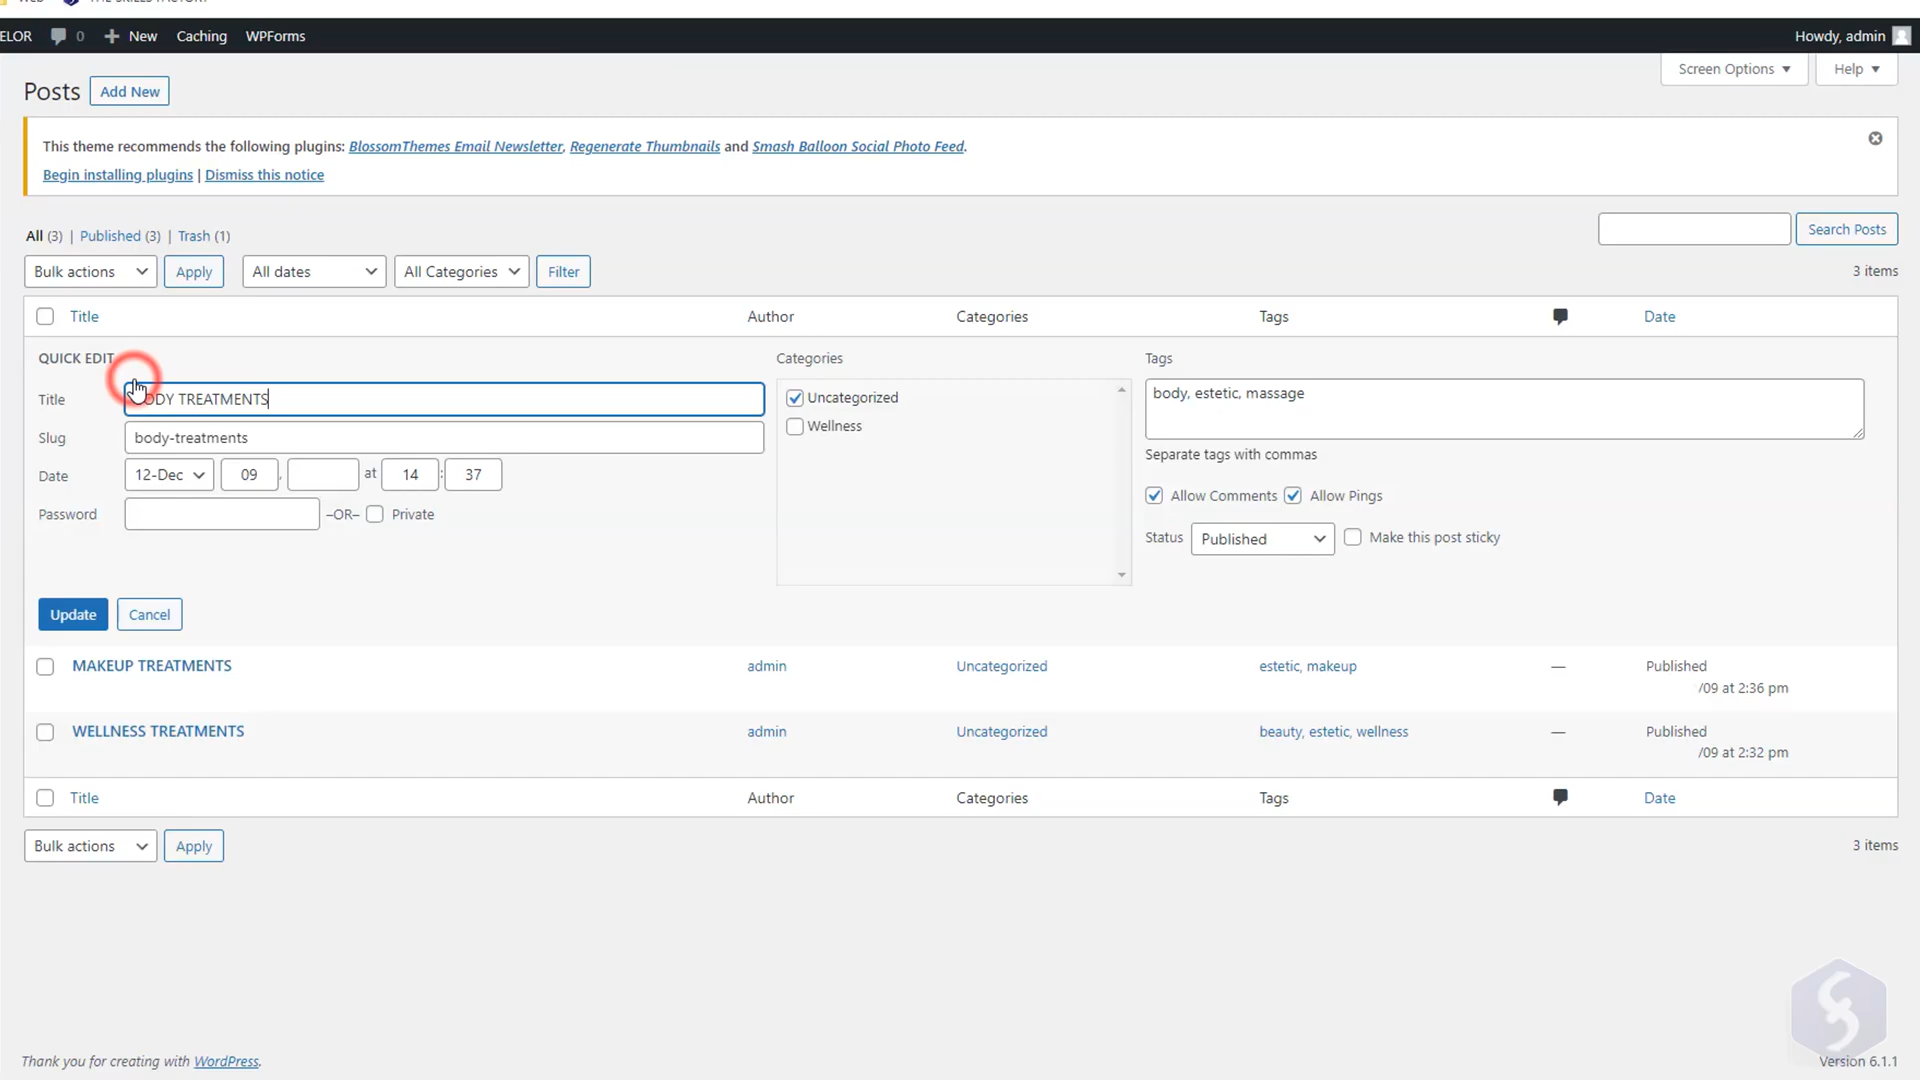 ELOR 0 New Caching WPForms Howdy, admin
Screen Options Help
Posts Add New
This theme recommends the following plugins: BlossomThemes Email Newsletter, Regenerate Thumbnails and Smash Balloon Social Photo Feed.
Begin installing plugins | Dismiss this notice
All (3) | Published (3) | Trash (1) Search Posts
Bulk actions Apply All dates All Categories Filter 3 items
Title Author Categories Tags Date
QUICK EDIT Categories Tags
Title ODY TREATMENTS Uncategorized body, estetic, massage
Slug body-treatments Wellness
Separate tags with commas
Date 12-Dec 09 , at 14 : 37
Allow Comments Allow Pings
Password –OR– Private
Status Published Make this post sticky
Update Cancel
MAKEUP TREATMENTS admin Uncategorized estetic, makeup — Published
/09 at 2:36 pm
WELLNESS TREATMENTS admin Uncategorized beauty, estetic, wellness — Published
/09 at 2:32 pm
Title Author Categories Tags Date
Bulk actions Apply 3 items
Thank you for creating with WordPress. Version 6.1.1